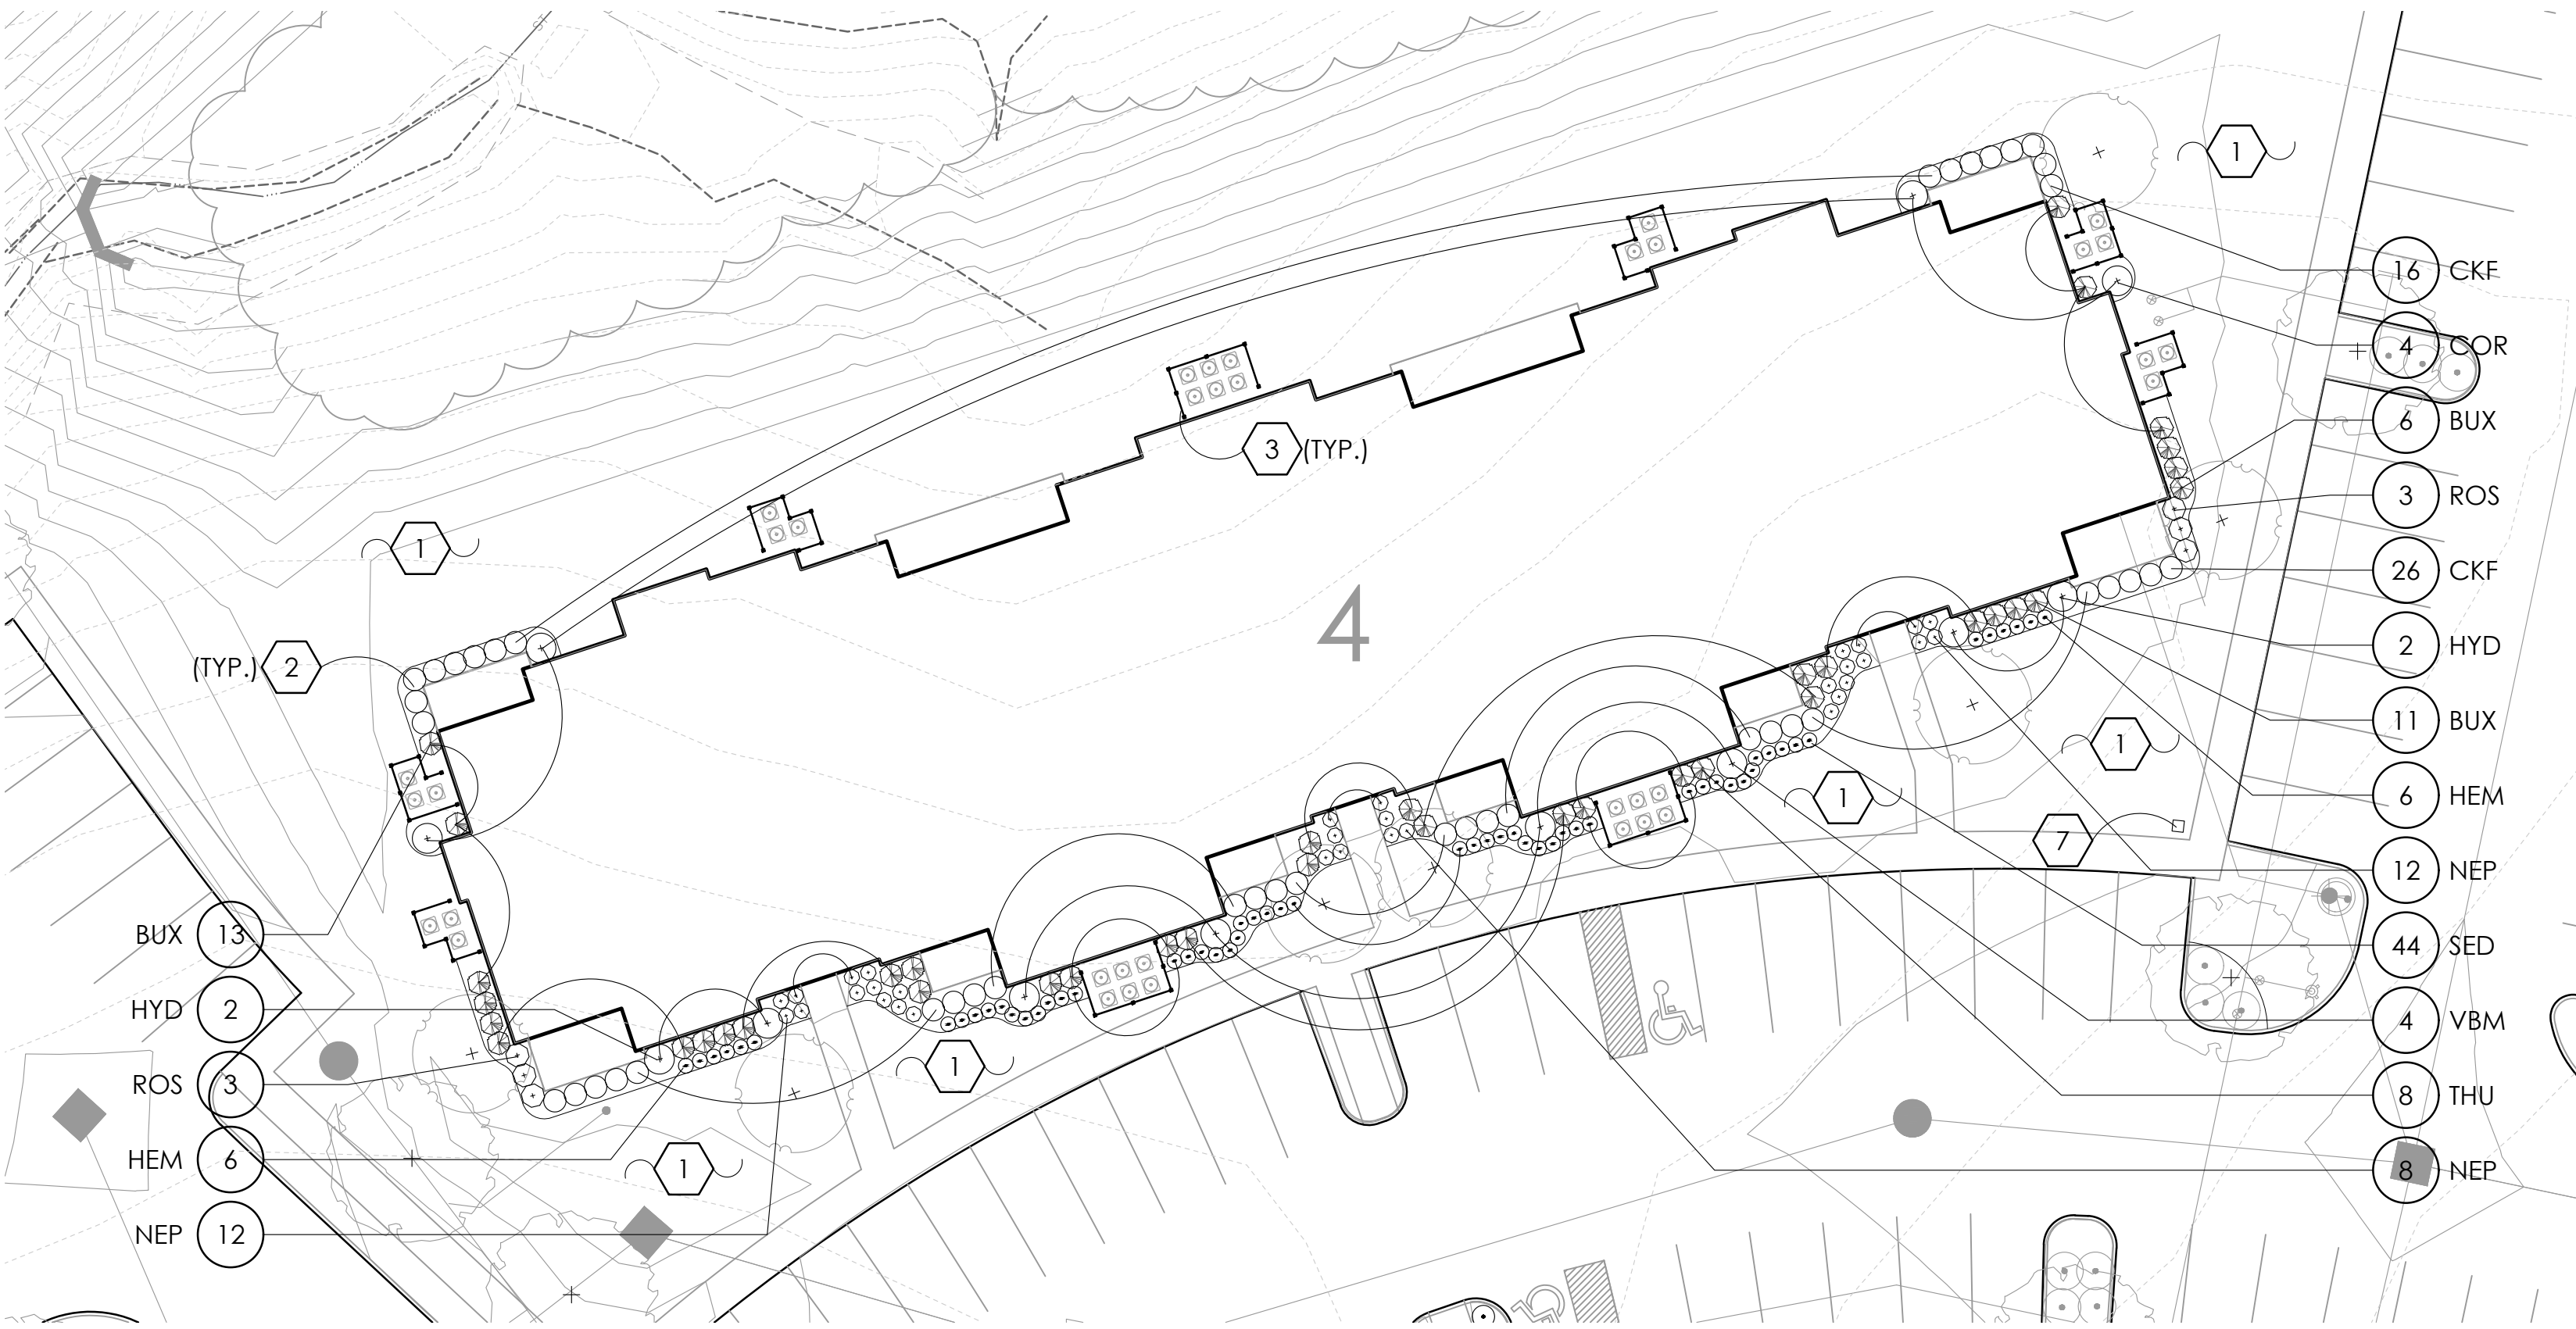 1
16 CKF
4 COR
6 BUX
3 (TYP.)
3 ROS
1
26 CKF
4
2 HYD
(TYP.) 2
11 BUX
1
6 HEM
1
7
12 NEP
BUX 13
44 SED
HYD 2
4 VBM
1
ROS 3
8 THU
HEM 6
1
8 NEP
NEP 12